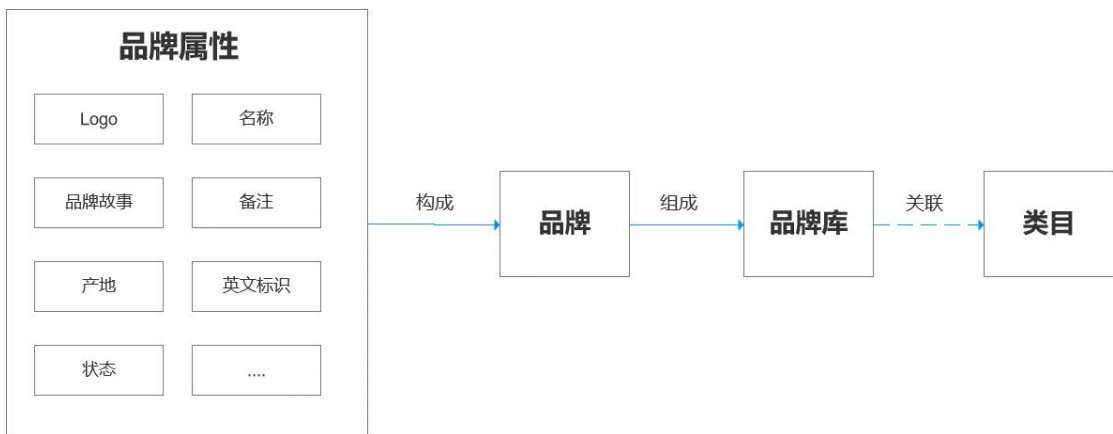 品牌属性
Logo
名称
品牌故事
备注
产地
英文标识
状态
....
构成
品牌
组成
品牌库
关联
类目